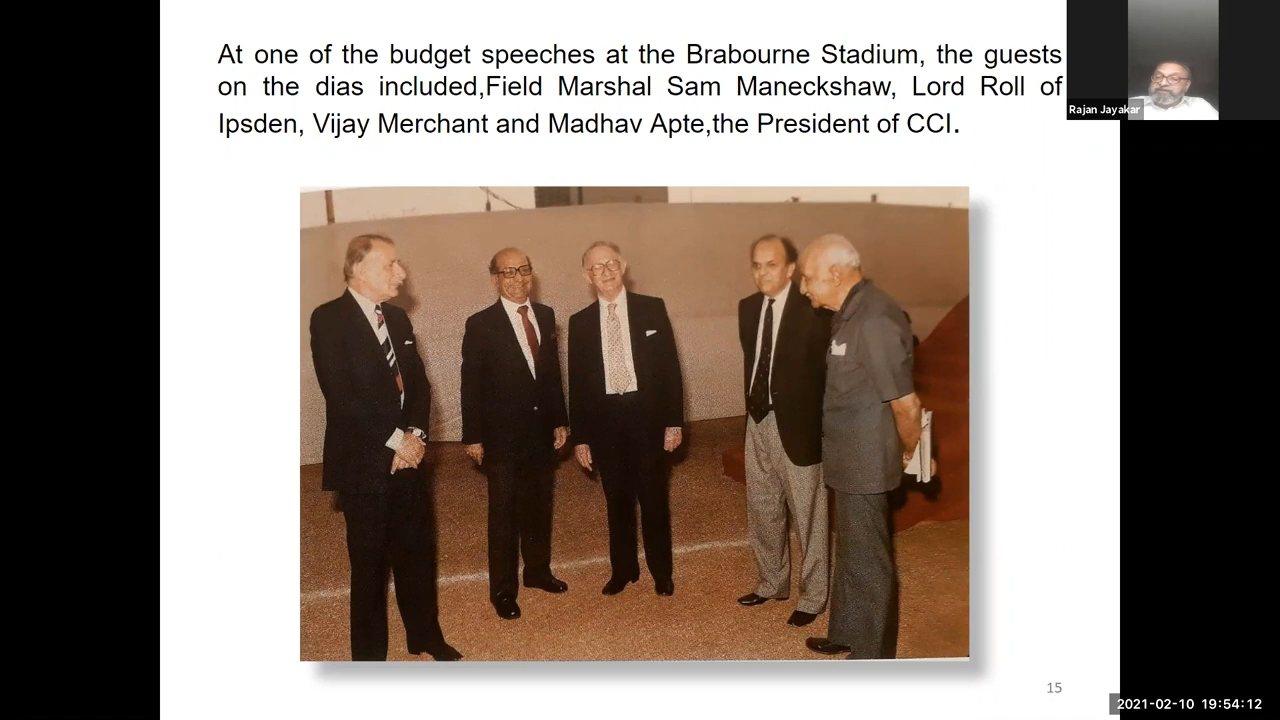 At one of the budget speeches at the Brabourne Stadium, the guests
on the dias included,Field Marshal Sam Maneckshaw, Lord Roll of
Ipsden, Vijay Merchant and Madhav Apte,the President of CCI.
Rajan Jayakar
15
2021-02-10 19:54:12